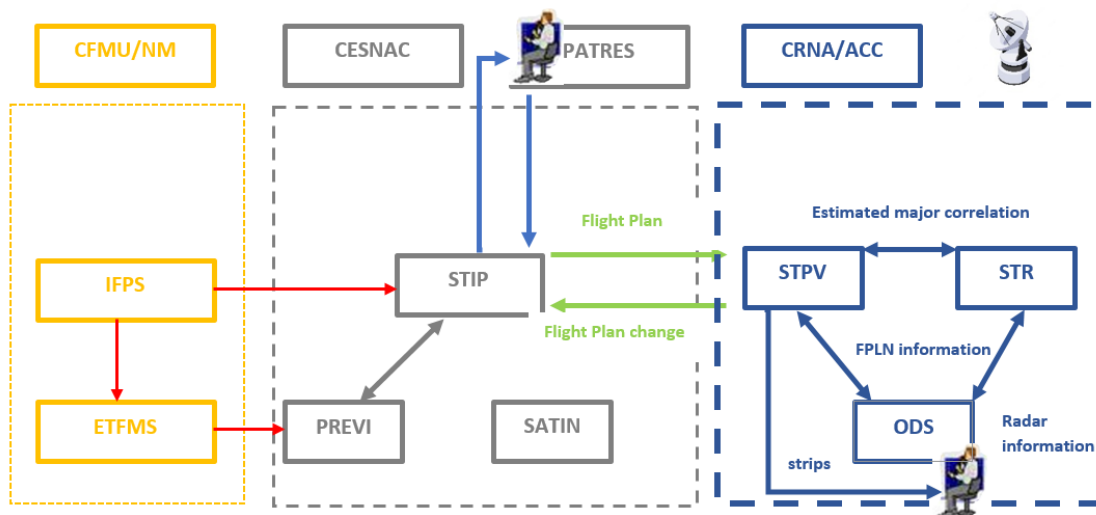 CFMU/NM
CESNAC
PATRES
CRNA/ACC
Flight Plan
Estimated major correlation
IFPS
STIP
STPV
STR
Flight Plan change
FPLN information
ETFMS
PREVI
SATIN
ODS
Radar
information
strips